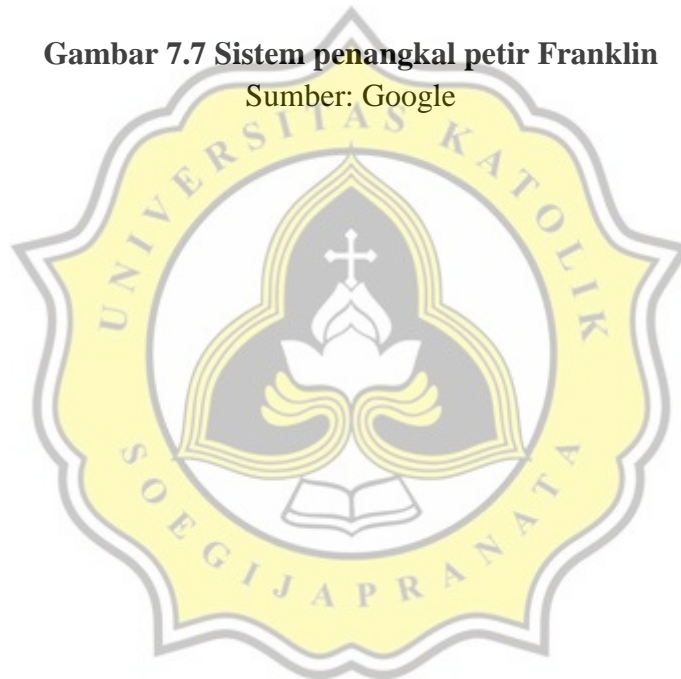 Gambar 7.7 Sistem penangkal petir Franklin
Sumber: Google
UNIVERSITAS KATOLIK
SOEGIJAPRANATA